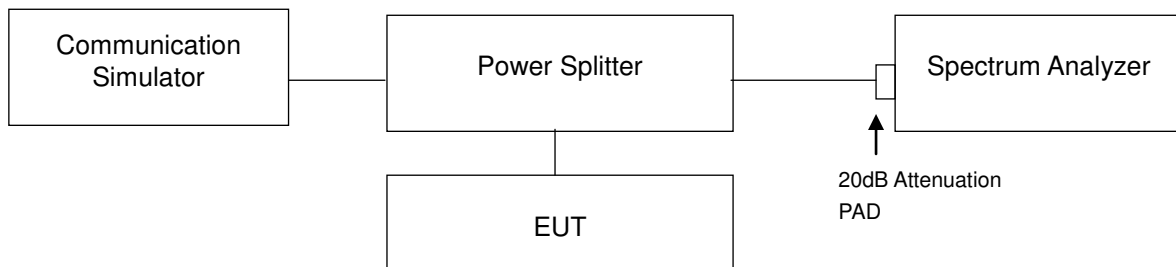 Communication
Simulator
Power Splitter
Spectrum Analyzer
20dB Attenuation
PAD
EUT